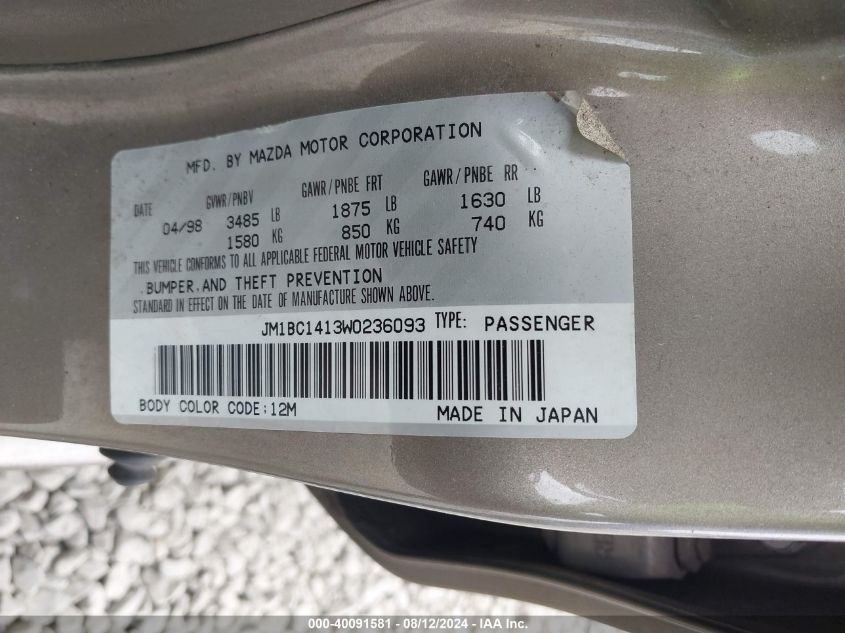 MFD. BY MAZDA MOTOR CORPORATION
DATE GVWR/PNBV GAWR/PNBE FRT GAWR/PNBE RR
04/98 3485 LB 1875 LB 1630 LB
1580 KG 850 KG 740 KG
THIS VEHICLE CONFORMS TO ALL APPLICABLE FEDERAL MOTOR VEHICLE SAFETY
BUMPER,AND THEFT PREVENTION
STANDARD IN EFFECT ON THE DATE OF MANUFACTURE SHOWN ABOVE.
JM1BC1413W0236093 TYPE: PASSENGER
BODY COLOR CODE:12M MADE IN JAPAN
000-40091581 - 08/12/2024 - IAA Inc.